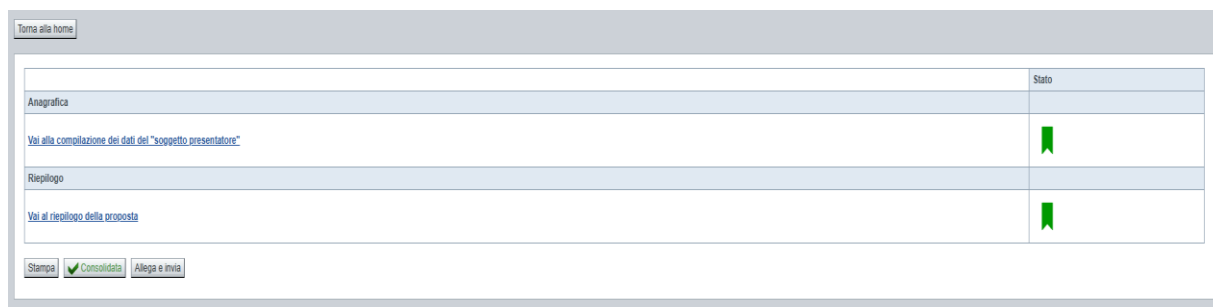 Torna alla home
Stato
Anagrafica
Vai alla compilazione dei dati del "soggetto presentatore"
Riepilogo
Vai al riepilogo della proposta
Stampa Consolidata Allega e invia